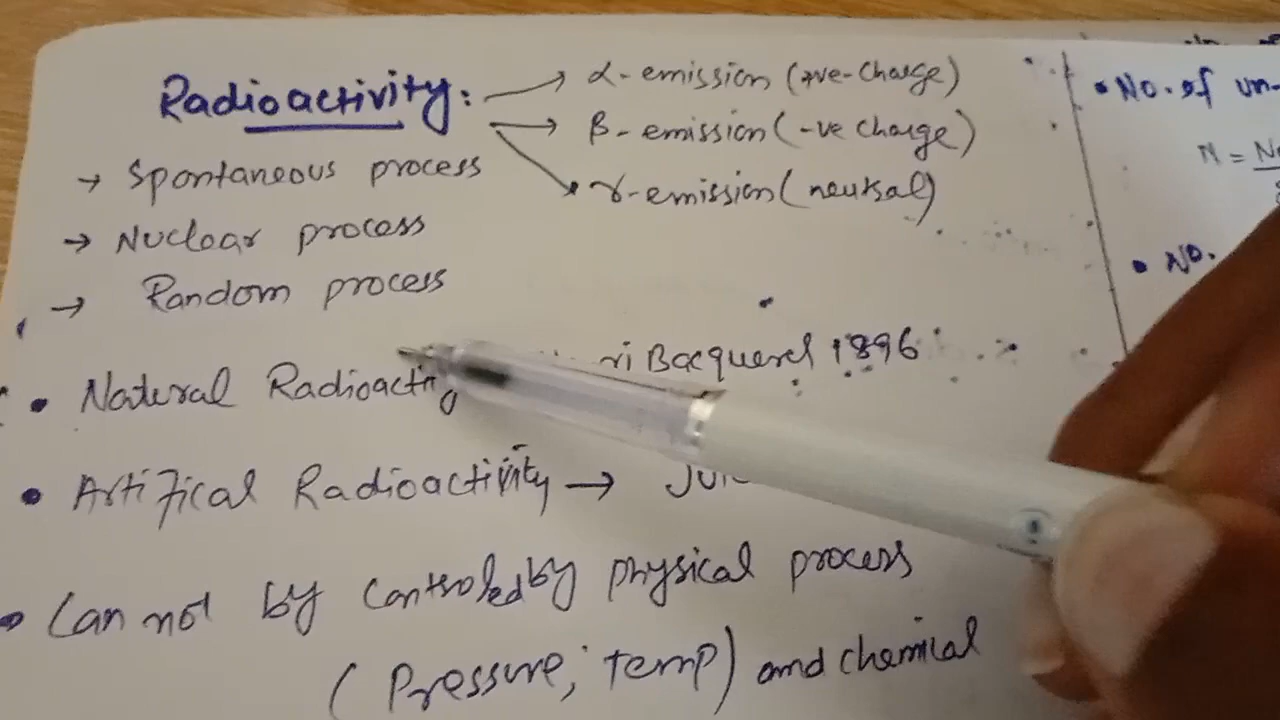 Radioactivity:
α-emission (+ve-Charge)
β-emission (-ve charge)
γ-emission (neutral)
→ Spontaneous process
→ Nuclear process
→ Random process
• Natural Radioacti ri Bacquerel 1896
• Artifical Radioactivity →
Can not by Controled by physical process
(Pressure, temp) and chemical
• No. of un-
N =
• No.